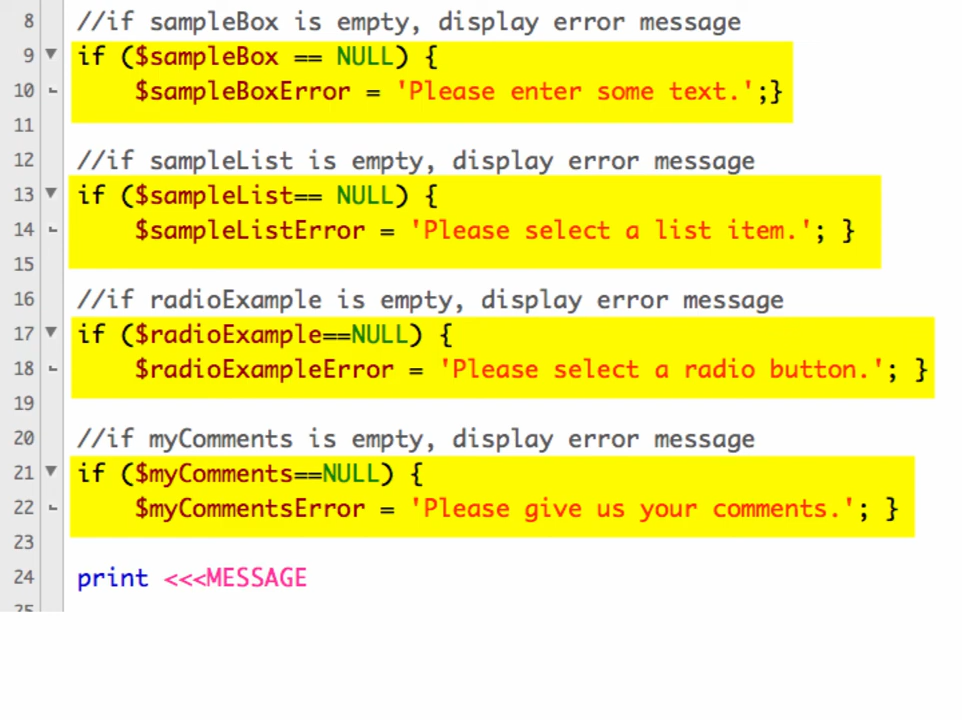 8 //if sampleBox is empty, display error message
9 if ($sampleBox == NULL) {
10 $sampleBoxError = 'Please enter some text.';}
11
12 //if sampleList is empty, display error message
13 if ($sampleList== NULL) {
14 $sampleListError = 'Please select a list item.'; }
15
16 //if radioExample is empty, display error message
17 if ($radioExample==NULL) {
18 $radioExampleError = 'Please select a radio button.'; }
19
20 //if myComments is empty, display error message
21 if ($myComments==NULL) {
22 $myCommentsError = 'Please give us your comments.'; }
23
24 print <<<MESSAGE
25